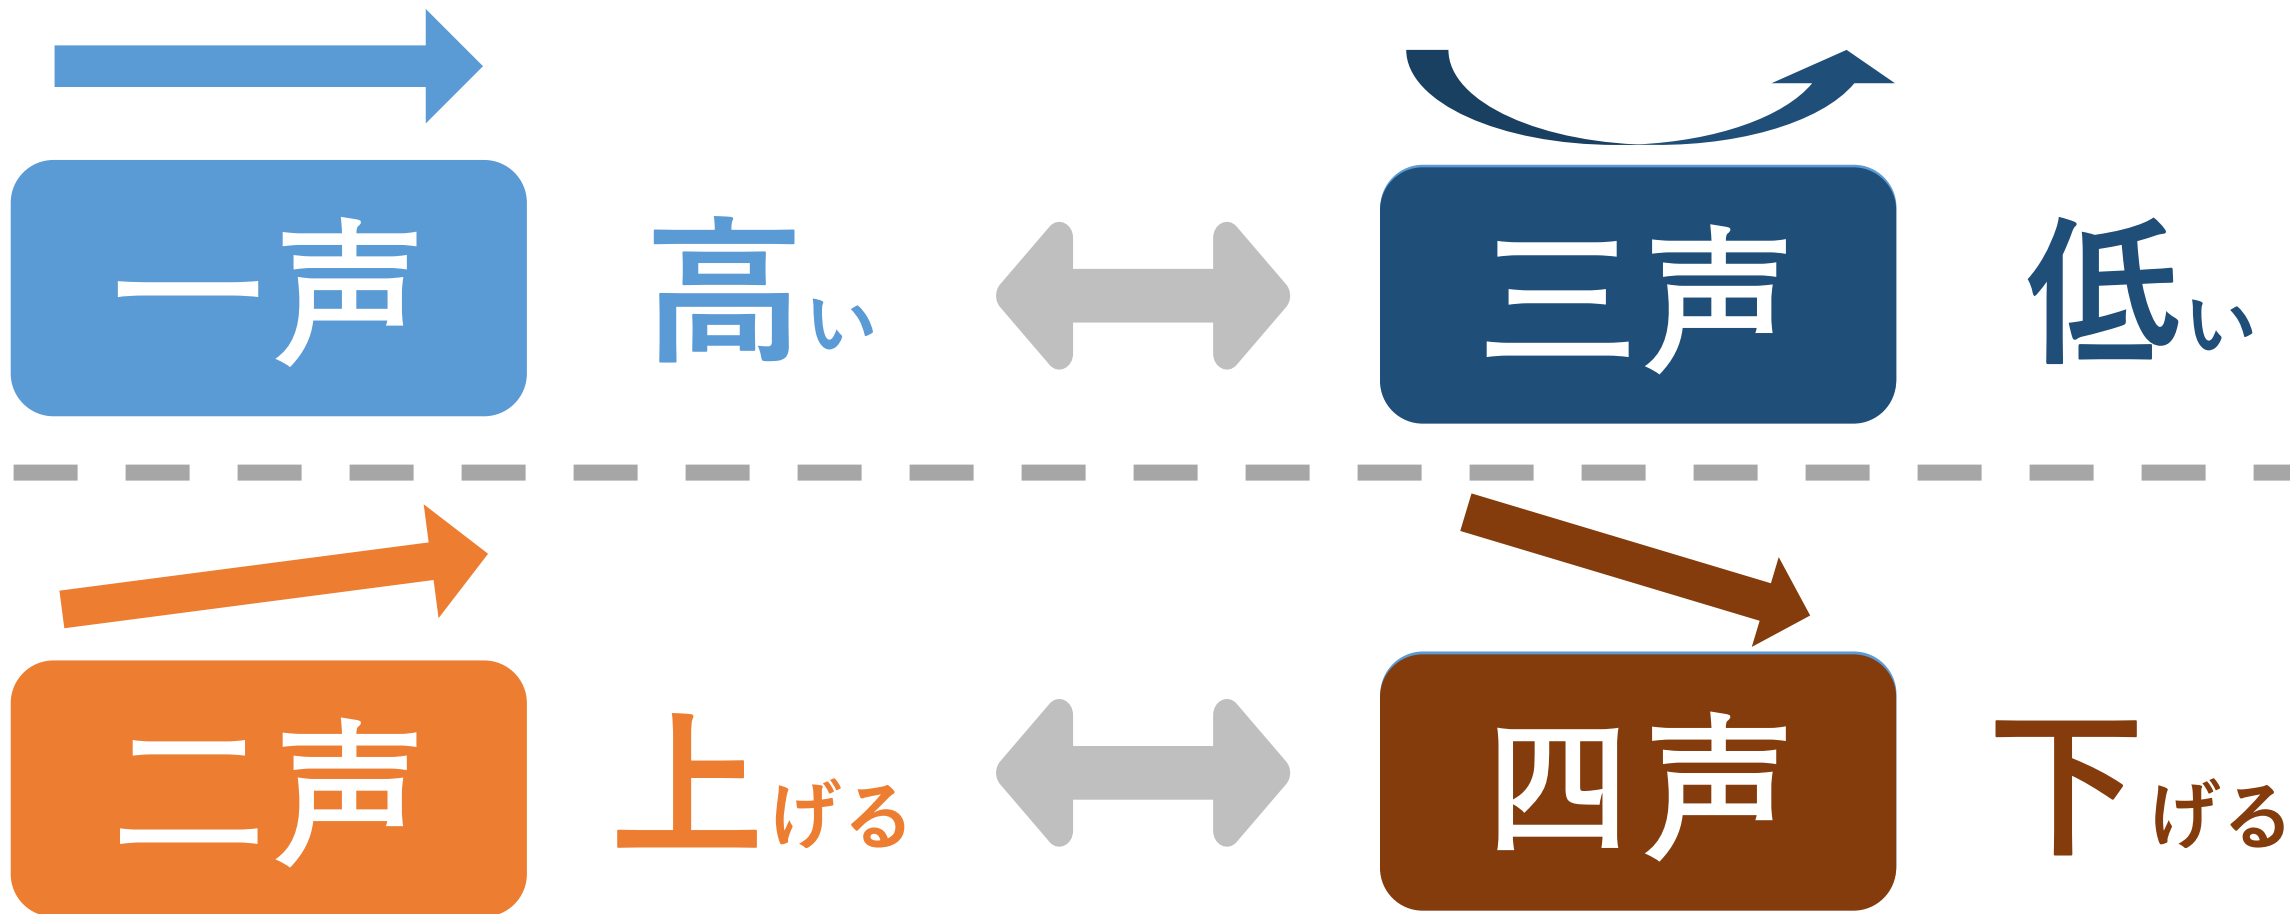 一声 高い 三声 低い
二声 上げる 四声 下げる